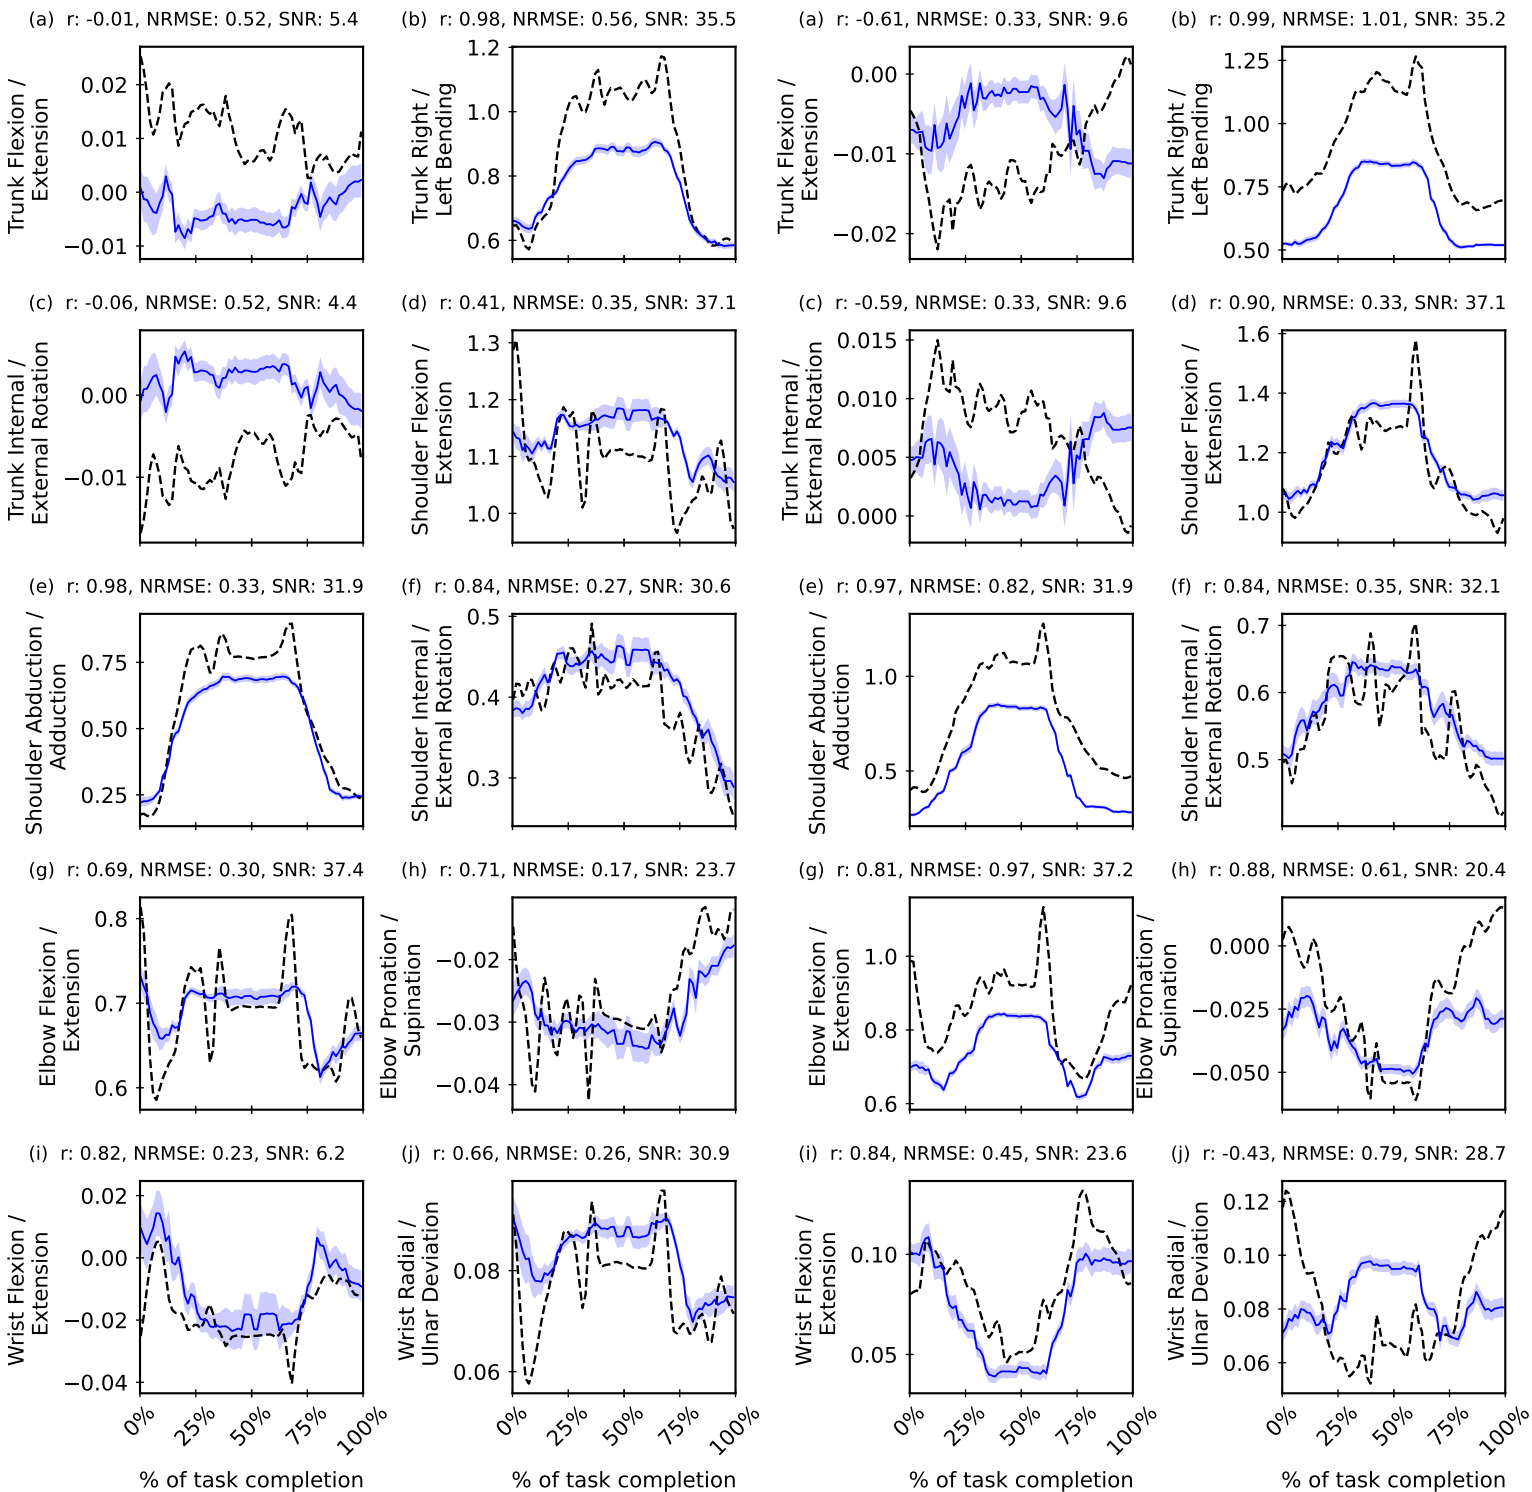 (a) r: -0.01, NRMSE: 0.52, SNR: 5.4
(b) r: 0.98, NRMSE: 0.56, SNR: 35.5
(a) r: -0.61, NRMSE: 0.33, SNR: 9.6
(b) r: 0.99, NRMSE: 1.01, SNR: 35.2
Trunk Flexion /
Extension
0.02
0.01
0.00
−0.01
Trunk Right /
Left Bending
1.2
1.0
0.8
0.6
Trunk Flexion /
Extension
0.00
−0.01
−0.02
Trunk Right /
Left Bending
1.25
1.00
0.75
0.50
(c) r: -0.06, NRMSE: 0.52, SNR: 4.4
(d) r: 0.41, NRMSE: 0.35, SNR: 37.1
(c) r: -0.59, NRMSE: 0.33, SNR: 9.6
(d) r: 0.90, NRMSE: 0.33, SNR: 37.1
Trunk Internal /
External Rotation
0.00
−0.01
Shoulder Flexion /
Extension
1.3
1.2
1.1
1.0
Trunk Internal /
External Rotation
0.015
0.010
0.005
0.000
Shoulder Flexion /
Extension
1.6
1.4
1.2
1.0
(e) r: 0.98, NRMSE: 0.33, SNR: 31.9
(f) r: 0.84, NRMSE: 0.27, SNR: 30.6
(e) r: 0.97, NRMSE: 0.82, SNR: 31.9
(f) r: 0.84, NRMSE: 0.35, SNR: 32.1
Shoulder Abduction /
Adduction
0.75
0.50
0.25
Shoulder Internal /
External Rotation
0.5
0.4
0.3
Shoulder Abduction /
Adduction
1.0
0.5
Shoulder Internal /
External Rotation
0.7
0.6
0.5
(g) r: 0.69, NRMSE: 0.30, SNR: 37.4
(h) r: 0.71, NRMSE: 0.17, SNR: 23.7
(g) r: 0.81, NRMSE: 0.97, SNR: 37.2
(h) r: 0.88, NRMSE: 0.61, SNR: 20.4
Elbow Flexion /
Extension
0.8
0.7
0.6
Elbow Pronation /
Supination
−0.02
−0.03
−0.04
Elbow Flexion /
Extension
1.0
0.8
0.6
Elbow Pronation /
Supination
0.000
−0.025
−0.050
(i) r: 0.82, NRMSE: 0.23, SNR: 6.2
(j) r: 0.66, NRMSE: 0.26, SNR: 30.9
(i) r: 0.84, NRMSE: 0.45, SNR: 23.6
(j) r: -0.43, NRMSE: 0.79, SNR: 28.7
Wrist Flexion /
Extension
0.02
0.00
−0.02
−0.04
Wrist Radial /
Ulnar Deviation
0.08
0.06
Wrist Flexion /
Extension
0.10
0.05
Wrist Radial /
Ulnar Deviation
0.12
0.10
0.08
0.06
0% 25% 50% 75% 100%
0% 25% 50% 75% 100%
0% 25% 50% 75% 100%
0% 25% 50% 75% 100%
% of task completion
% of task completion
% of task completion
% of task completion